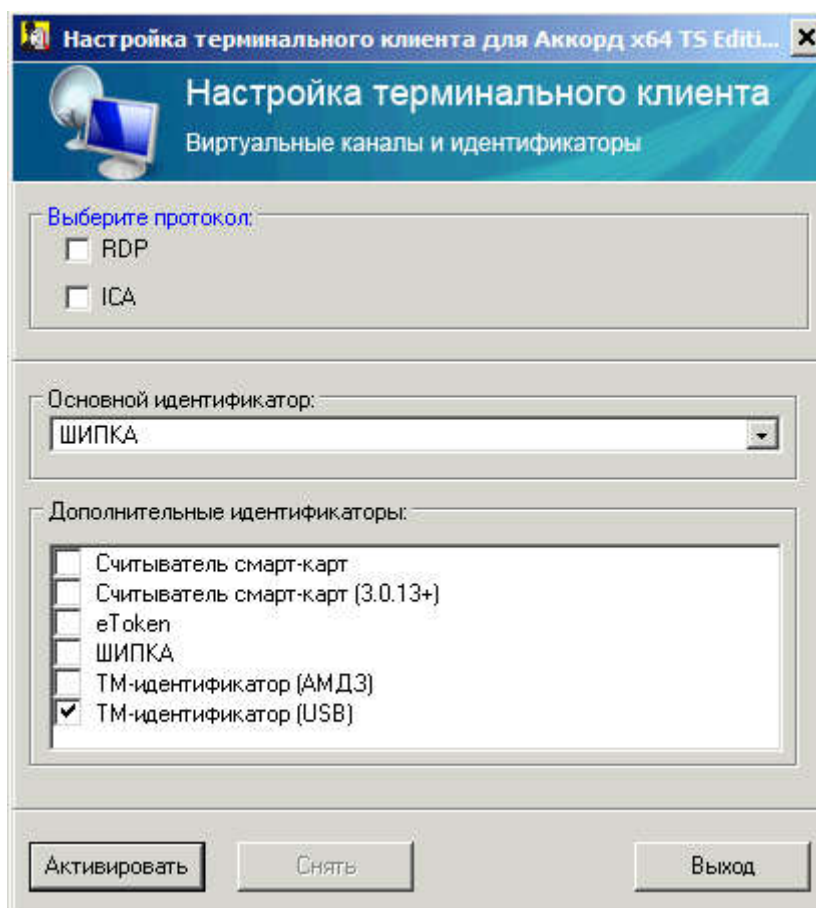 Настройка терминального клиента для Аккорд x64 TS Editi...
Настройка терминального клиента
Виртуальные каналы и идентификаторы
Выберите протокол:
RDP
ICA
Основной идентификатор:
ШИПКА
Дополнительные идентификаторы:
Считыватель смарт-карт
Считыватель смарт-карт (3.0.13+)
eToken
ШИПКА
ТМ-идентификатор (АМДЗ)
ТМ-идентификатор (USB)
Активировать
Снять
Выход